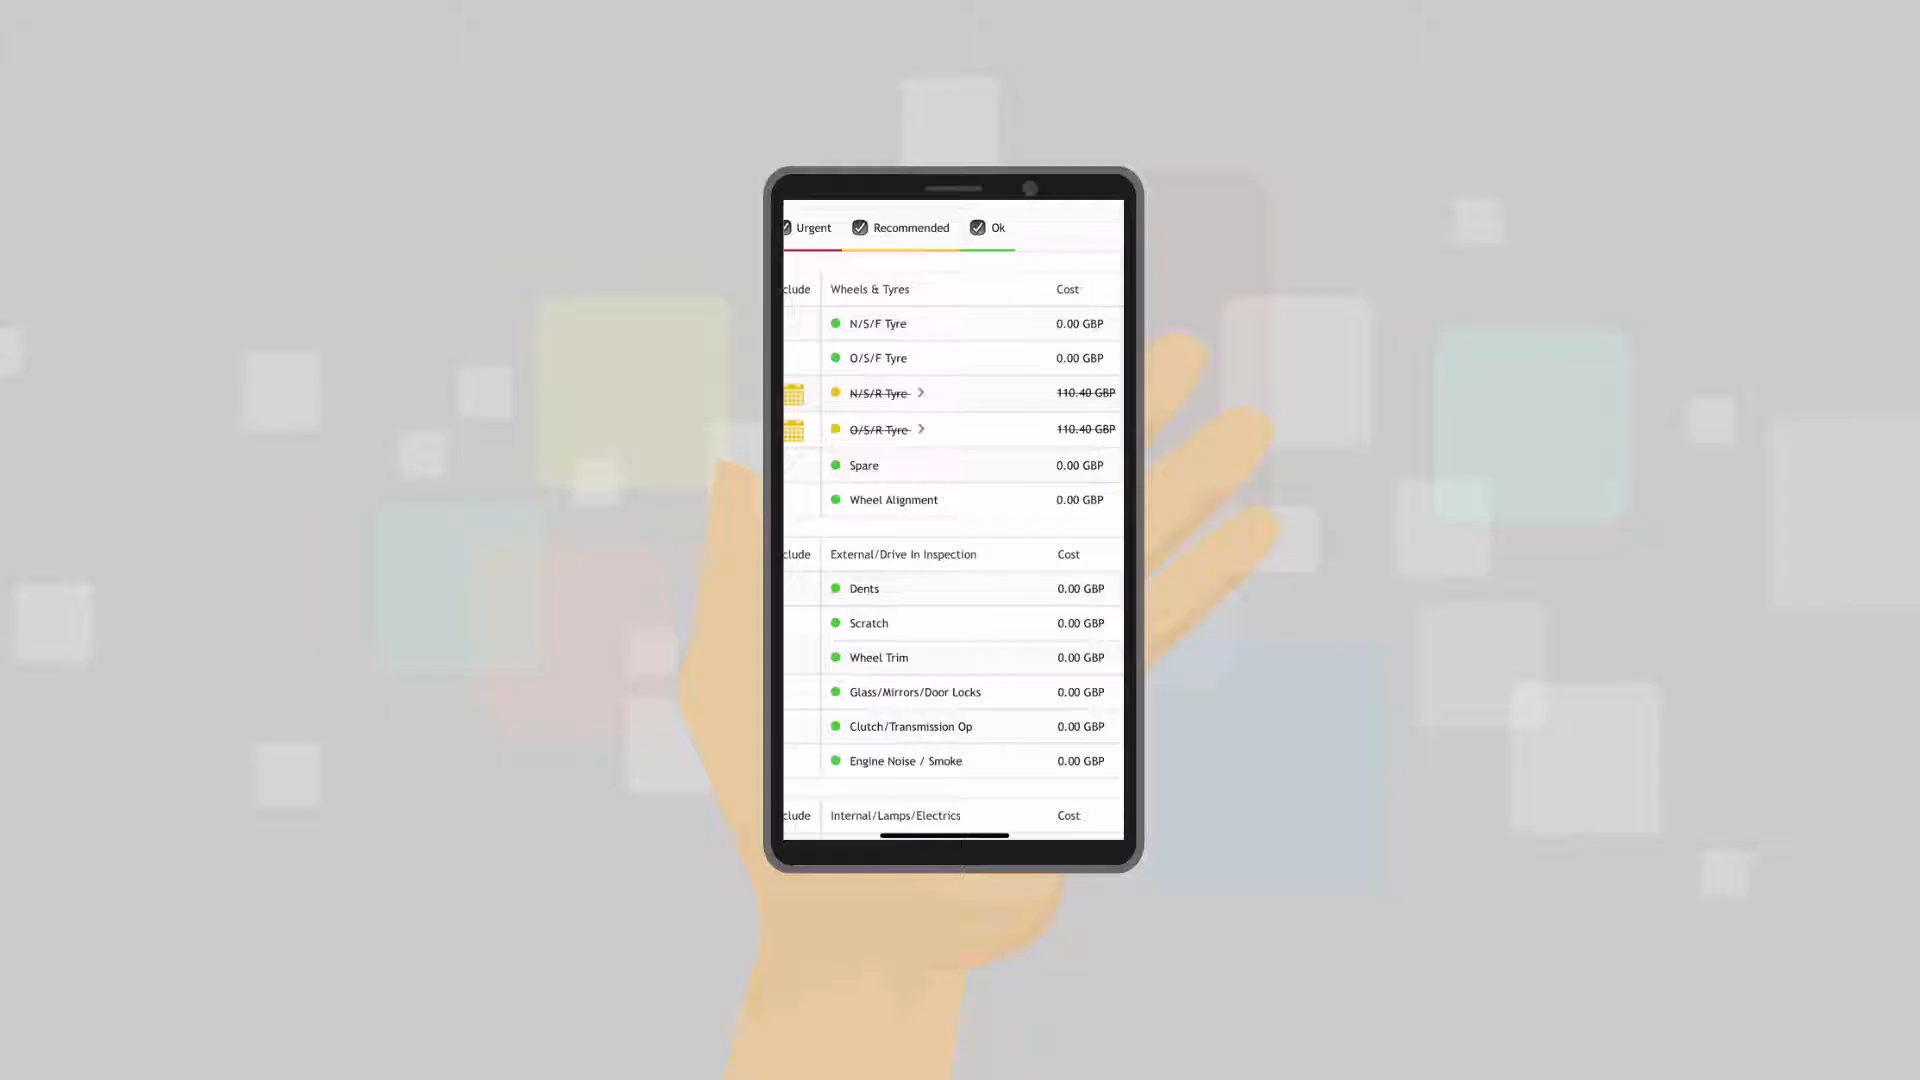 Urgent Recommended Ok
clude Wheels & Tyres Cost
N/S/F Tyre 0.00 GBP
O/S/F Tyre 0.00 GBP
N/S/R Tyre 110.40 GBP
O/S/R Tyre 110.40 GBP
Spare 0.00 GBP
Wheel Alignment 0.00 GBP
clude External/Drive In Inspection Cost
Dents 0.00 GBP
Scratch 0.00 GBP
Wheel Trim 0.00 GBP
Glass/Mirrors/Door Locks 0.00 GBP
Clutch/Transmission Op 0.00 GBP
Engine Noise / Smoke 0.00 GBP
clude Internal/Lamps/Electrics Cost